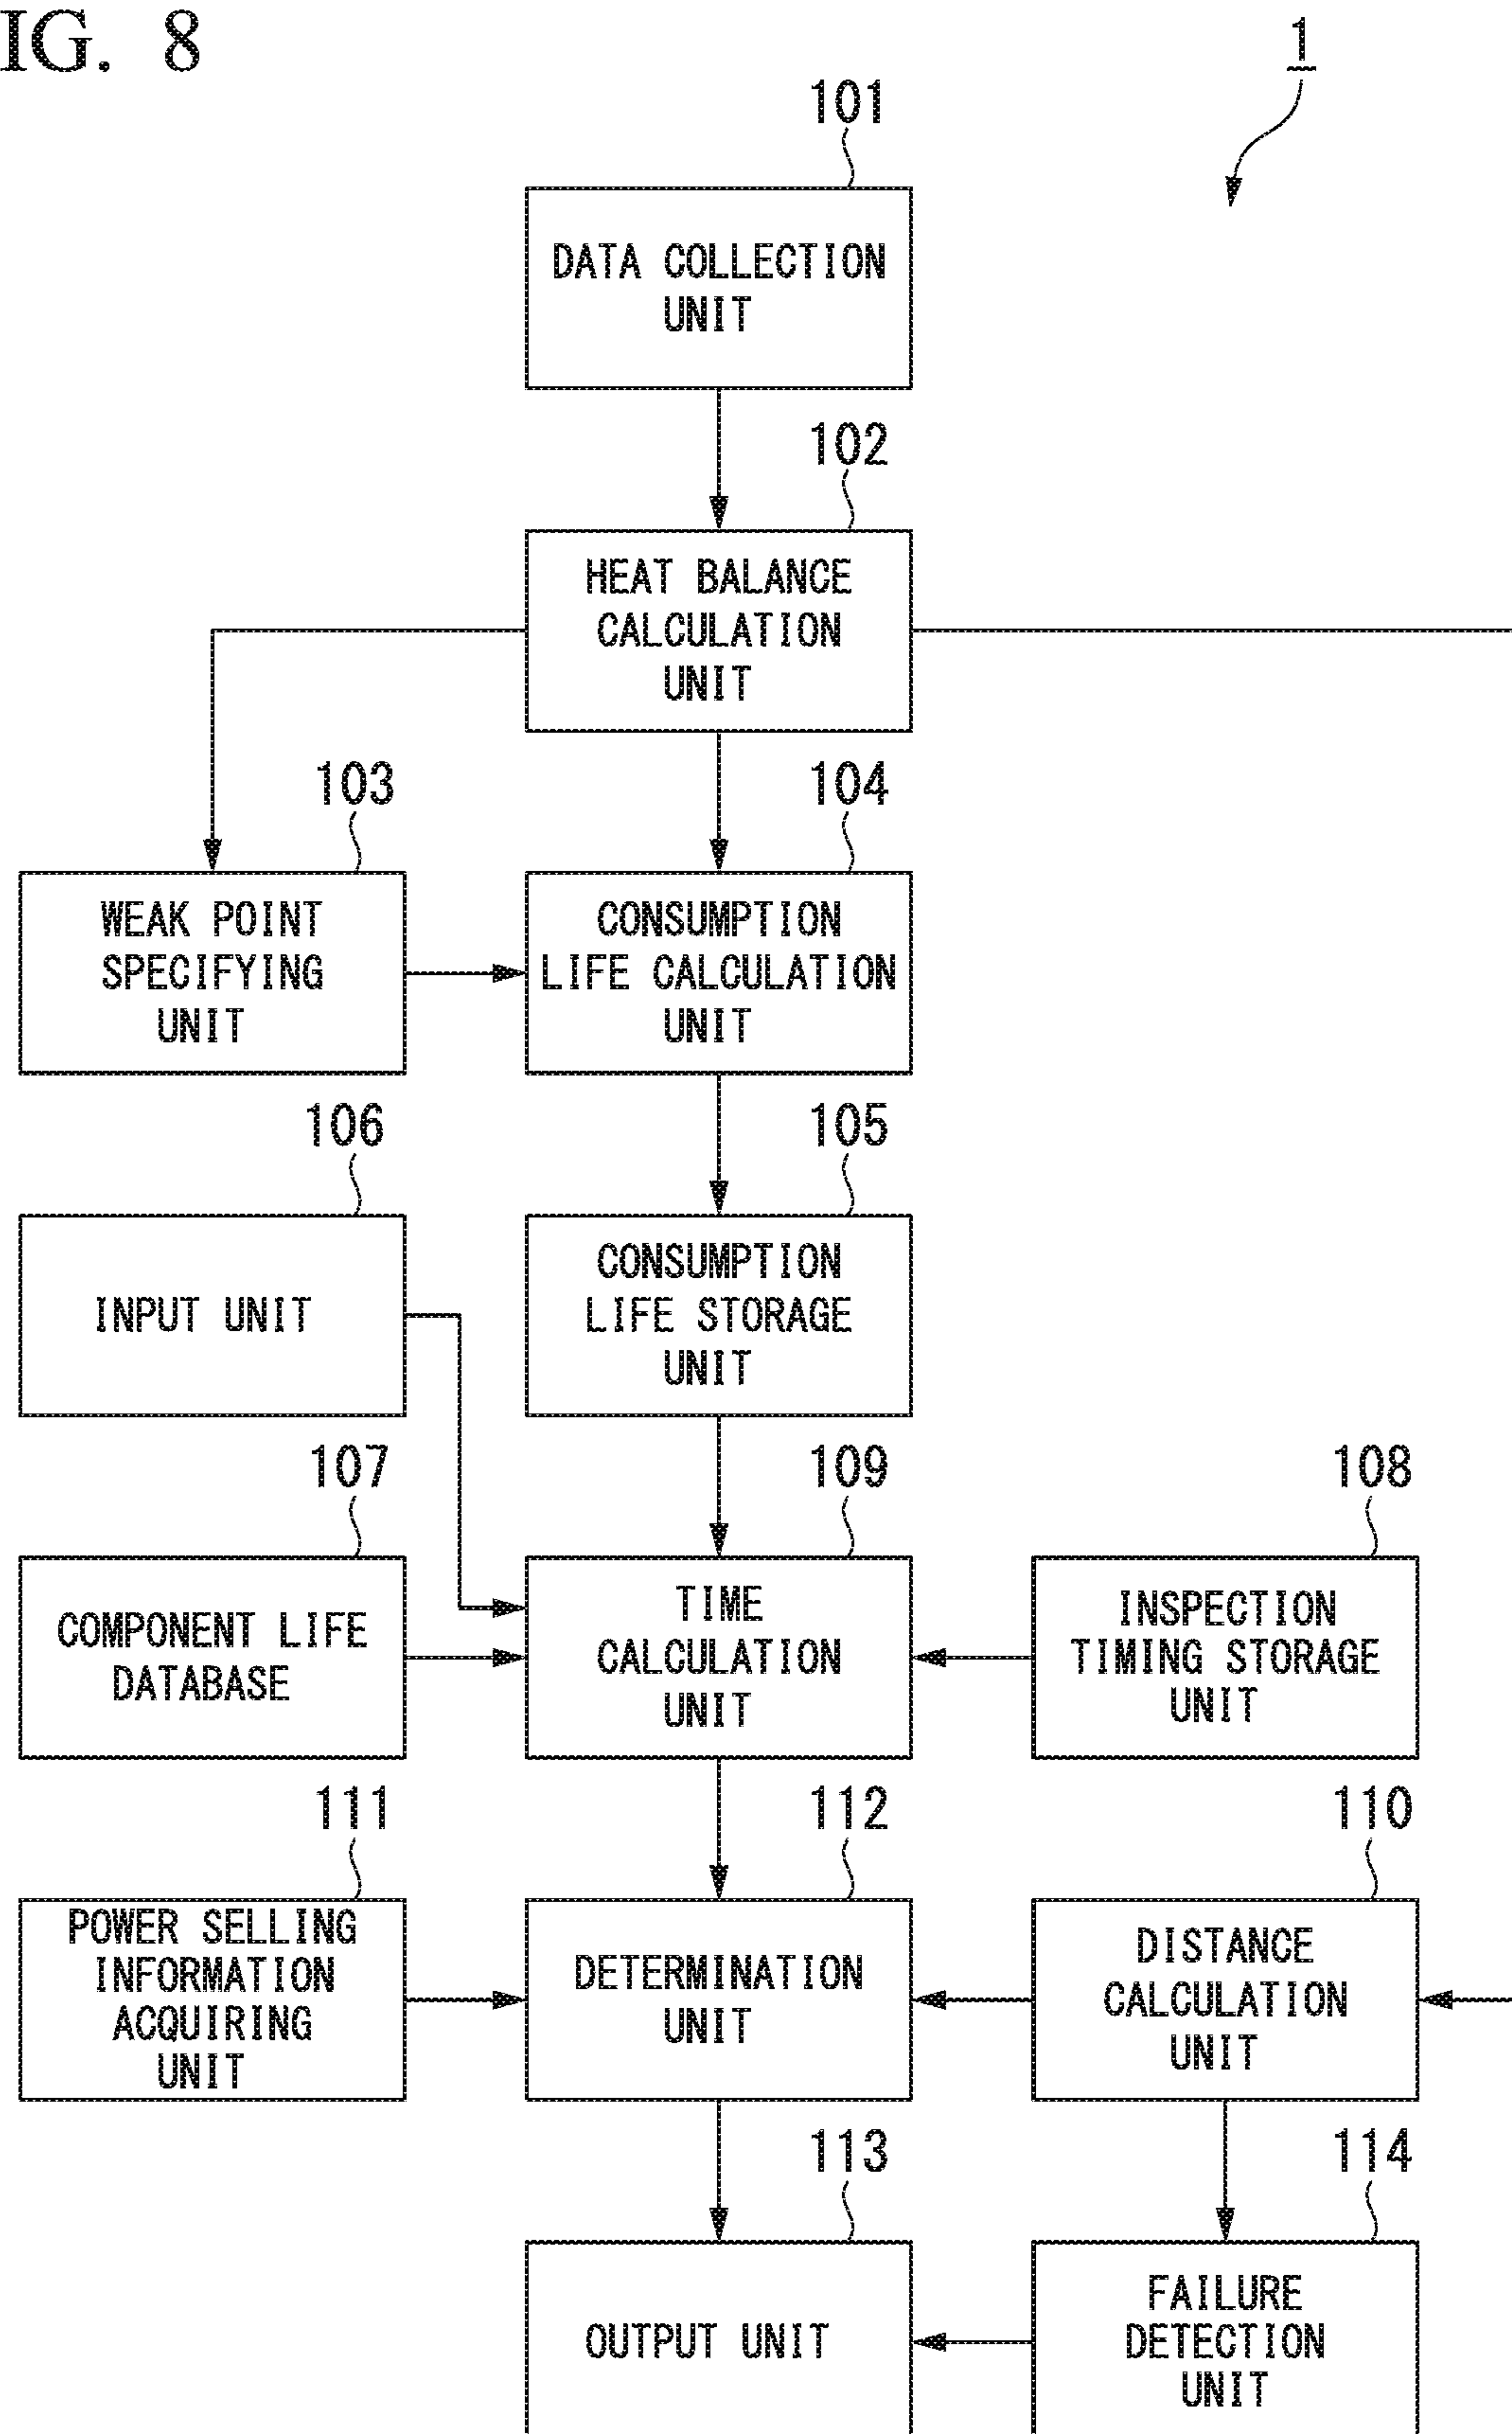 IG. 8
1
101
DATA COLLECTION
UNIT
102
HEAT BALANCE
CALCULATION
UNIT
103
WEAK POINT
SPECIFYING
UNIT
104
CONSUMPTION
LIFE CALCULATION
UNIT
106
INPUT UNIT
105
CONSUMPTION
LIFE STORAGE
UNIT
107
COMPONENT LIFE
DATABASE
109
TIME
CALCULATION
UNIT
108
INSPECTION
TIMING STORAGE
UNIT
111
POWER SELLING
INFORMATION
ACQUIRING
UNIT
112
DETERMINATION
UNIT
110
DISTANCE
CALCULATION
UNIT
113
OUTPUT UNIT
114
FAILURE
DETECTION
UNIT